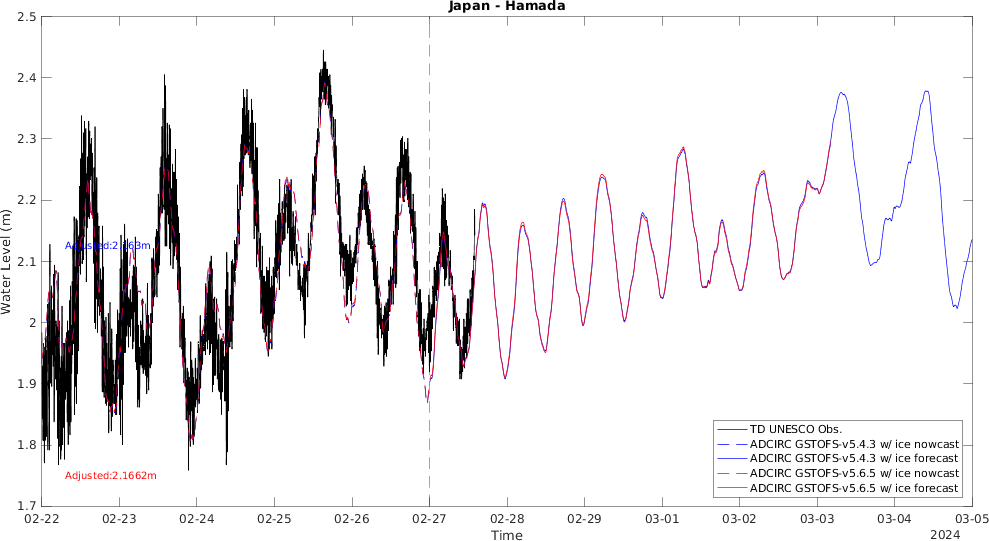 Japan - Hamada
2.5
2.4
2.3
2.2
2.1
2
1.9
1.8
1.7
Water Level (m)
Adjusted:2.163m
Adjusted:2.1662m
TD UNESCO Obs.
ADCIRC GSTOFS-v5.4.3 w/ ice nowcast
ADCIRC GSTOFS-v5.4.3 w/ ice forecast
ADCIRC GSTOFS-v5.6.5 w/ ice nowcast
ADCIRC GSTOFS-v5.6.5 w/ ice forecast
02-22 02-23 02-24 02-25 02-26 02-27 02-28 02-29 03-01 03-02 03-03 03-04 03-05
Time
2024